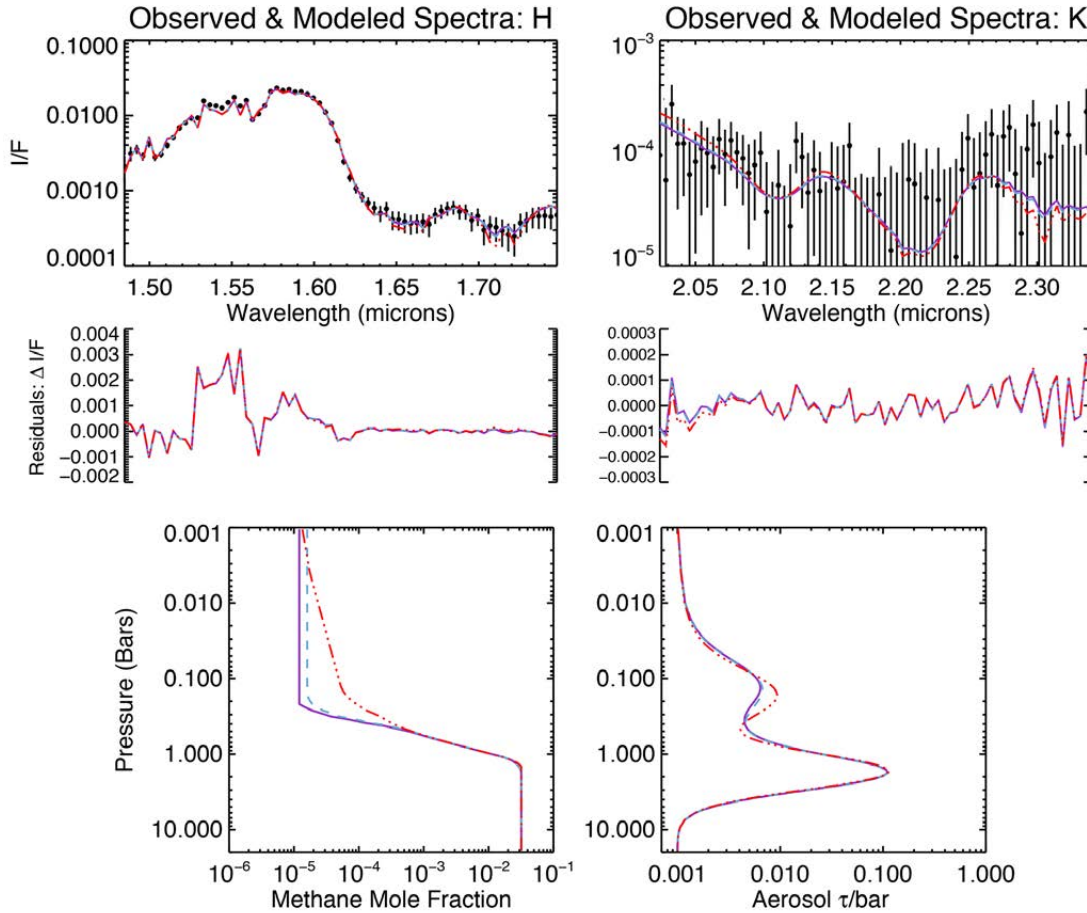 Observed & Modeled Spectra: H
Observed & Modeled Spectra: K
0.1000
0.0100
0.0010
0.0001
I/F
1.50 1.55 1.60 1.65 1.70
Wavelength (microns)
10−3
10−4
10−5
2.05 2.10 2.15 2.20 2.25 2.30
Wavelength (microns)
0.004
0.003
0.002
0.001
0.000
−0.001
−0.002
Residuals: Δ I/F
0.0003
0.0002
0.0001
0.0000
−0.0001
−0.0002
−0.0003
0.001
0.010
0.100
1.000
10.000
Pressure (Bars)
10−6 10−5 10−4 10−3 10−2 10−1
Methane Mole Fraction
0.001
0.010
0.100
1.000
10.000
0.001 0.010 0.100 1.000
Aerosol τ/bar